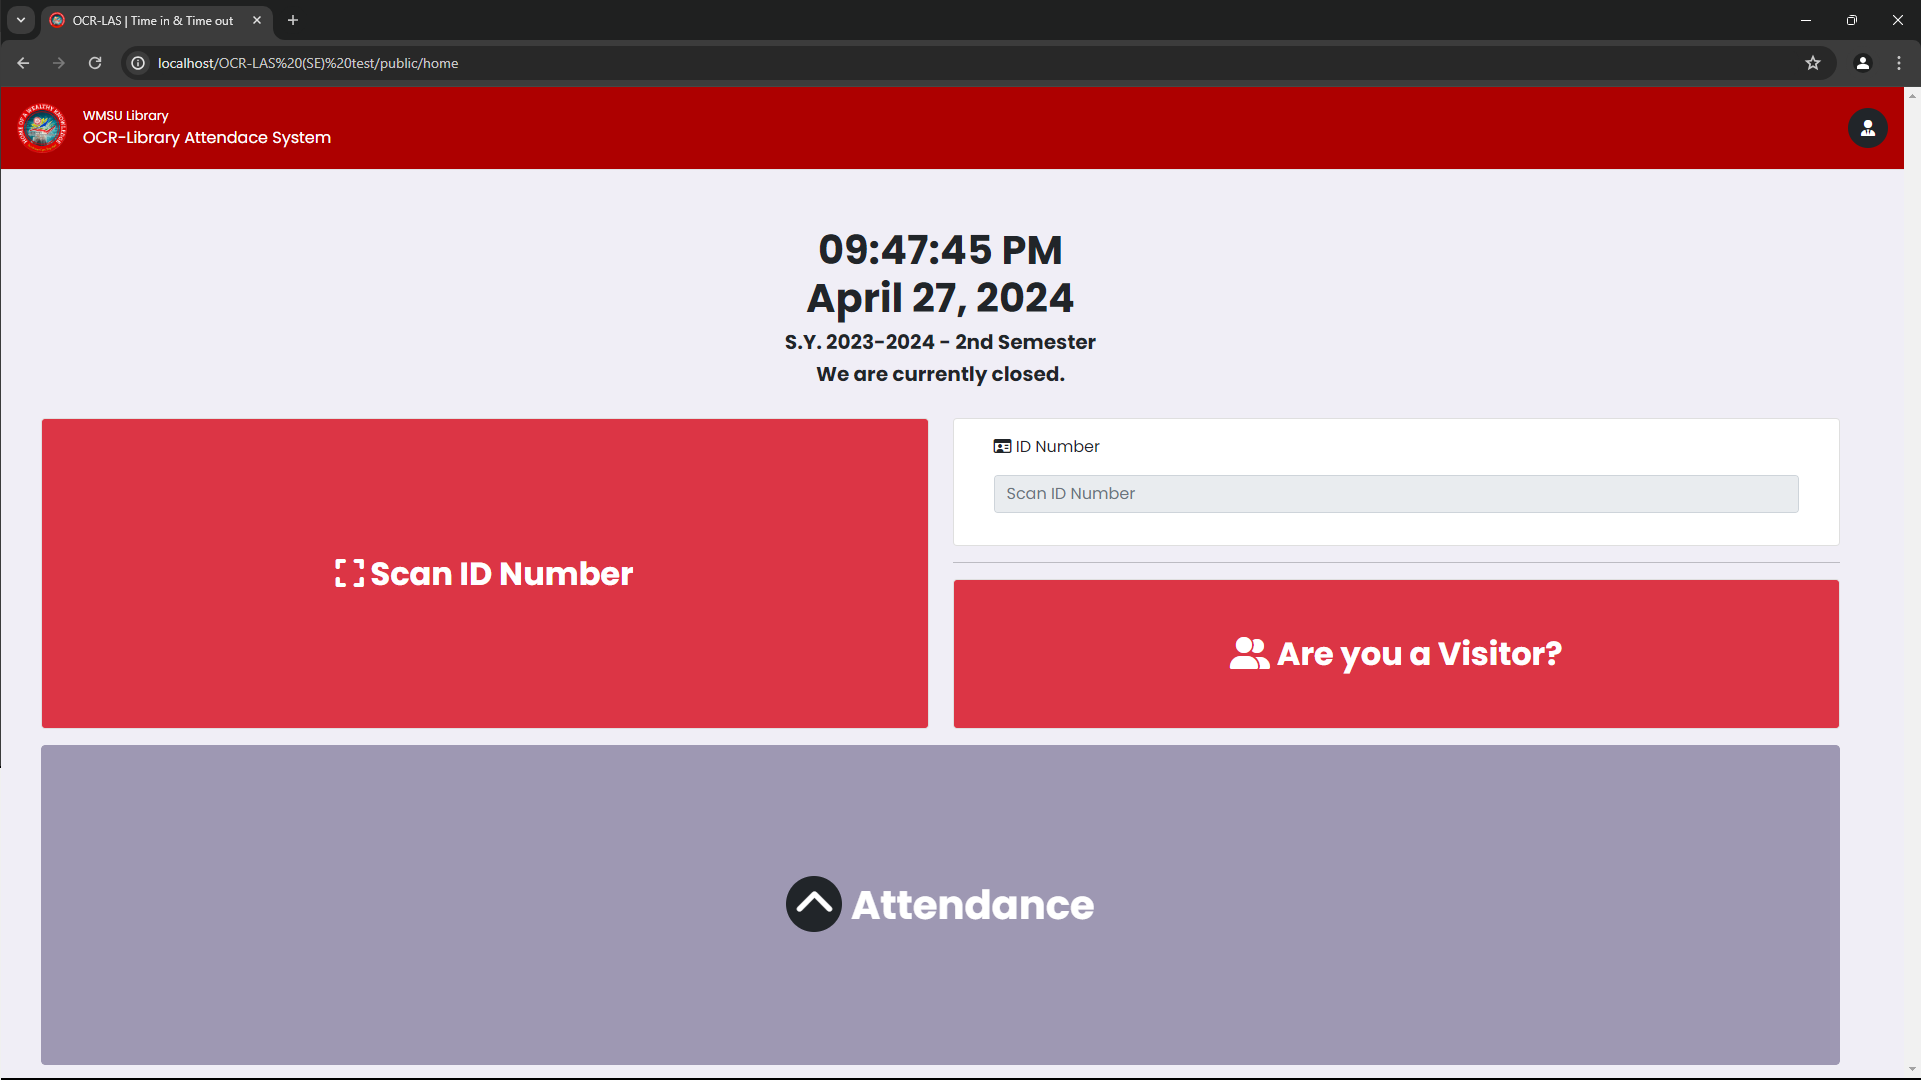 OCR-LAS | Time in & Time out
localhost/OCR-LAS%20(SE)%20test/public/home
WMSU Library
OCR-Library Attendace System
09:47:45 PM
April 27, 2024
S.Y. 2023-2024 - 2nd Semester
We are currently closed.
Scan ID Number
ID Number
Scan ID Number
Are you a Visitor?
Attendance